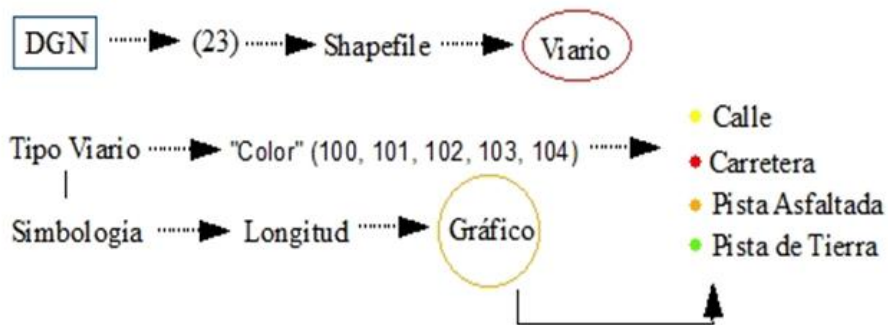 DGN (23) Shapefile Viario
Tipo Viario "Color" (100, 101, 102, 103, 104)
Simbología Longitud Gráfico
Calle
Carretera
Pista Asfaltada
Pista de Tierra